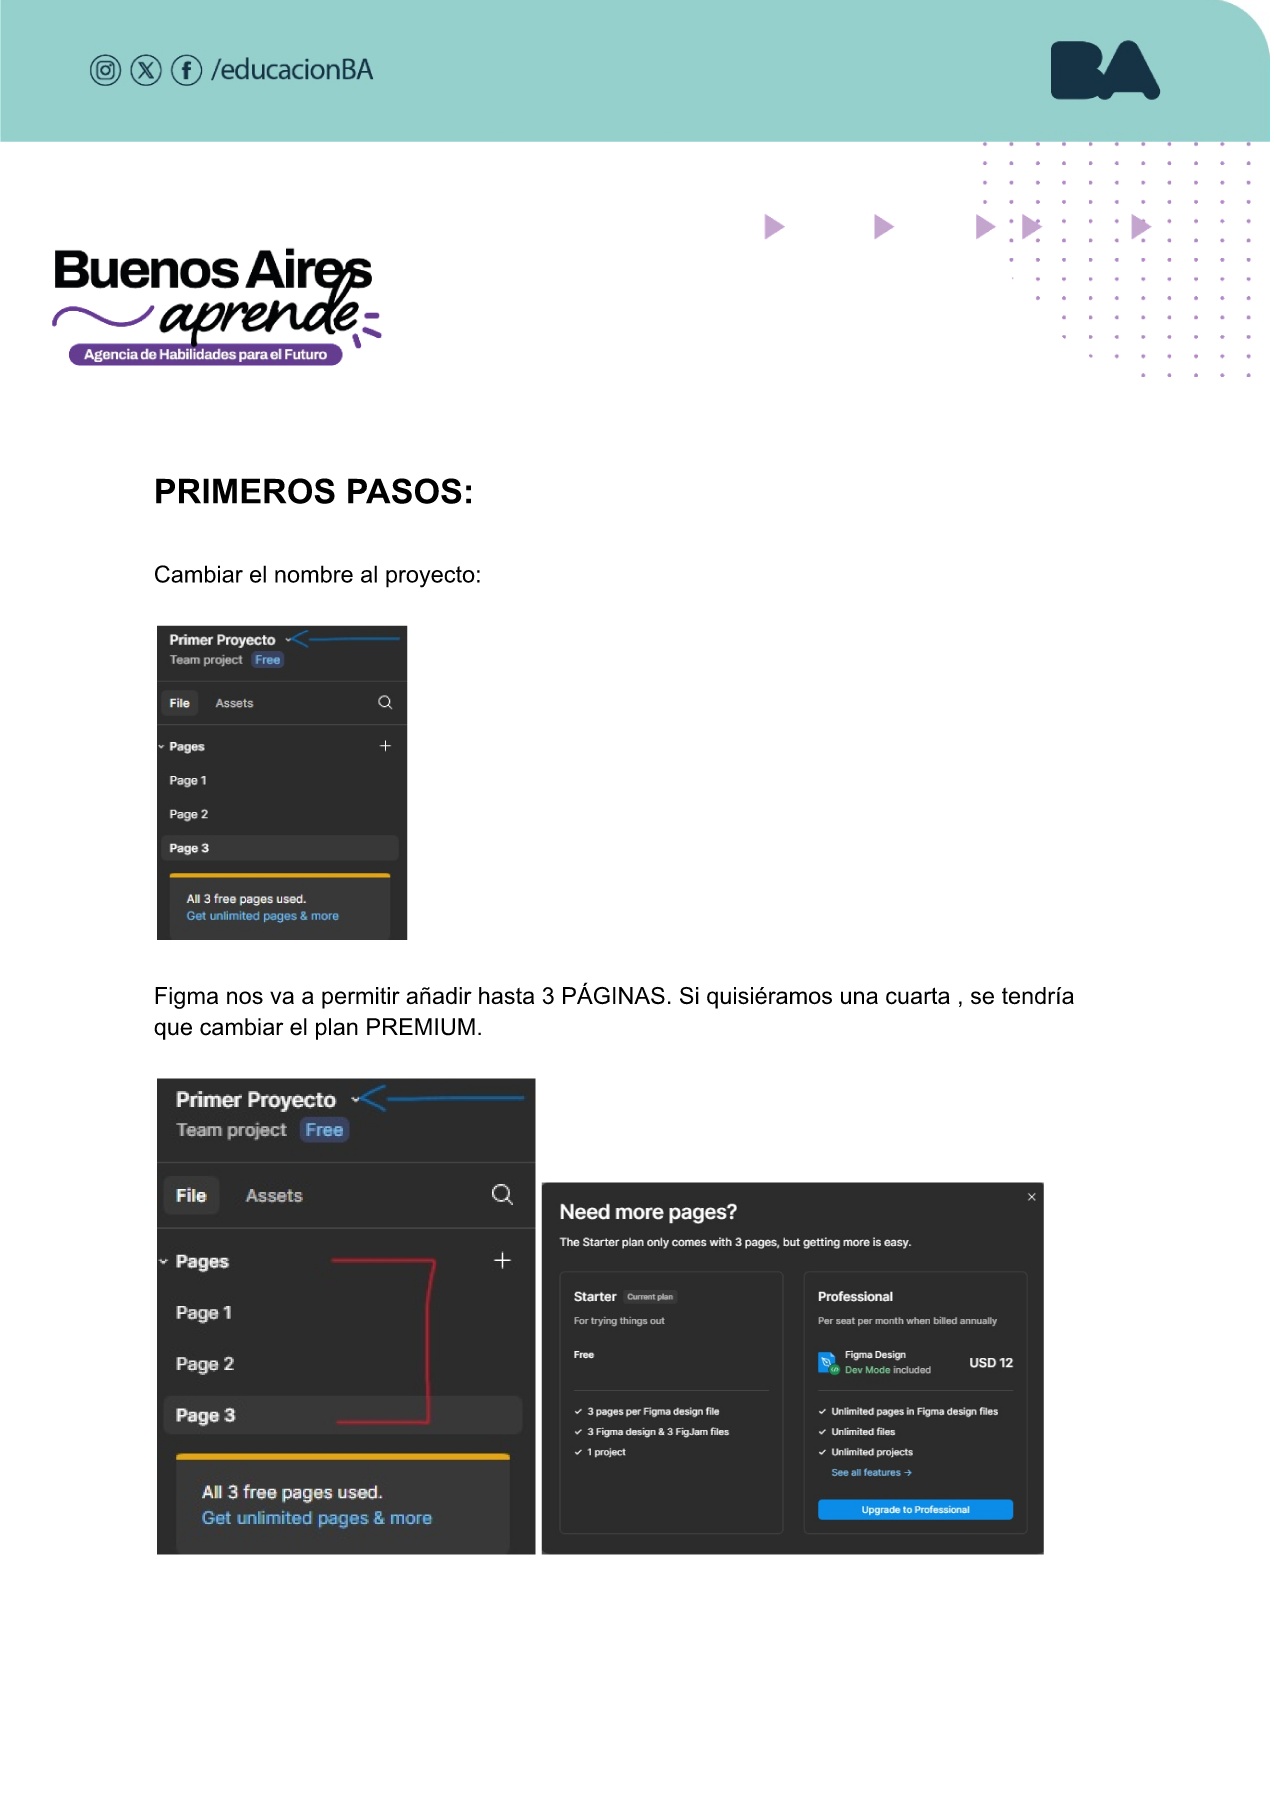 /educacionBA
BA
Buenos Aires
aprende
Agencia de Habilidades para el Futuro
PRIMEROS PASOS:
Cambiar el nombre al proyecto:
Primer Proyecto
Team project Free
File Assets
Pages
Page 1
Page 2
Page 3
All 3 free pages used.
Get unlimited pages & more
Figma nos va a permitir añadir hasta 3 PÁGINAS. Si quisiéramos una cuarta , se tendría
que cambiar el plan PREMIUM.
Primer Proyecto
Team project Free
File Assets
Pages
Page 1
Page 2
Page 3
All 3 free pages used.
Get unlimited pages & more
Need more pages?
The Starter plan only comes with 3 pages, but getting more is easy.
Starter Current plan
For trying things out
Free
✓ 3 pages per Figma design file
✓ 3 Figma design & 3 FigJam files
✓ 1 project
Professional
Per seat per month when billed annually
Figma Design
Dev Mode included
USD 12
✓ Unlimited pages in Figma design files
✓ Unlimited files
✓ Unlimited projects
See all features →
Upgrade to Professional